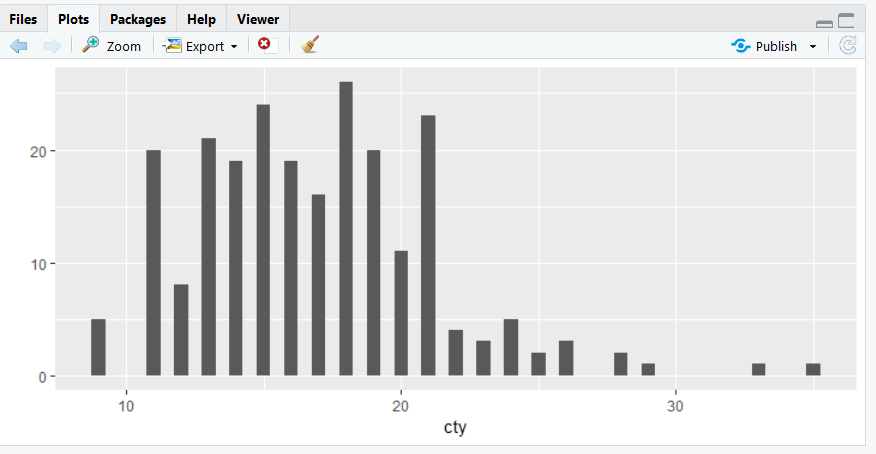 Files Plots Packages Help Viewer
Zoom Export Publish
20
10
0
10 20 30
cty